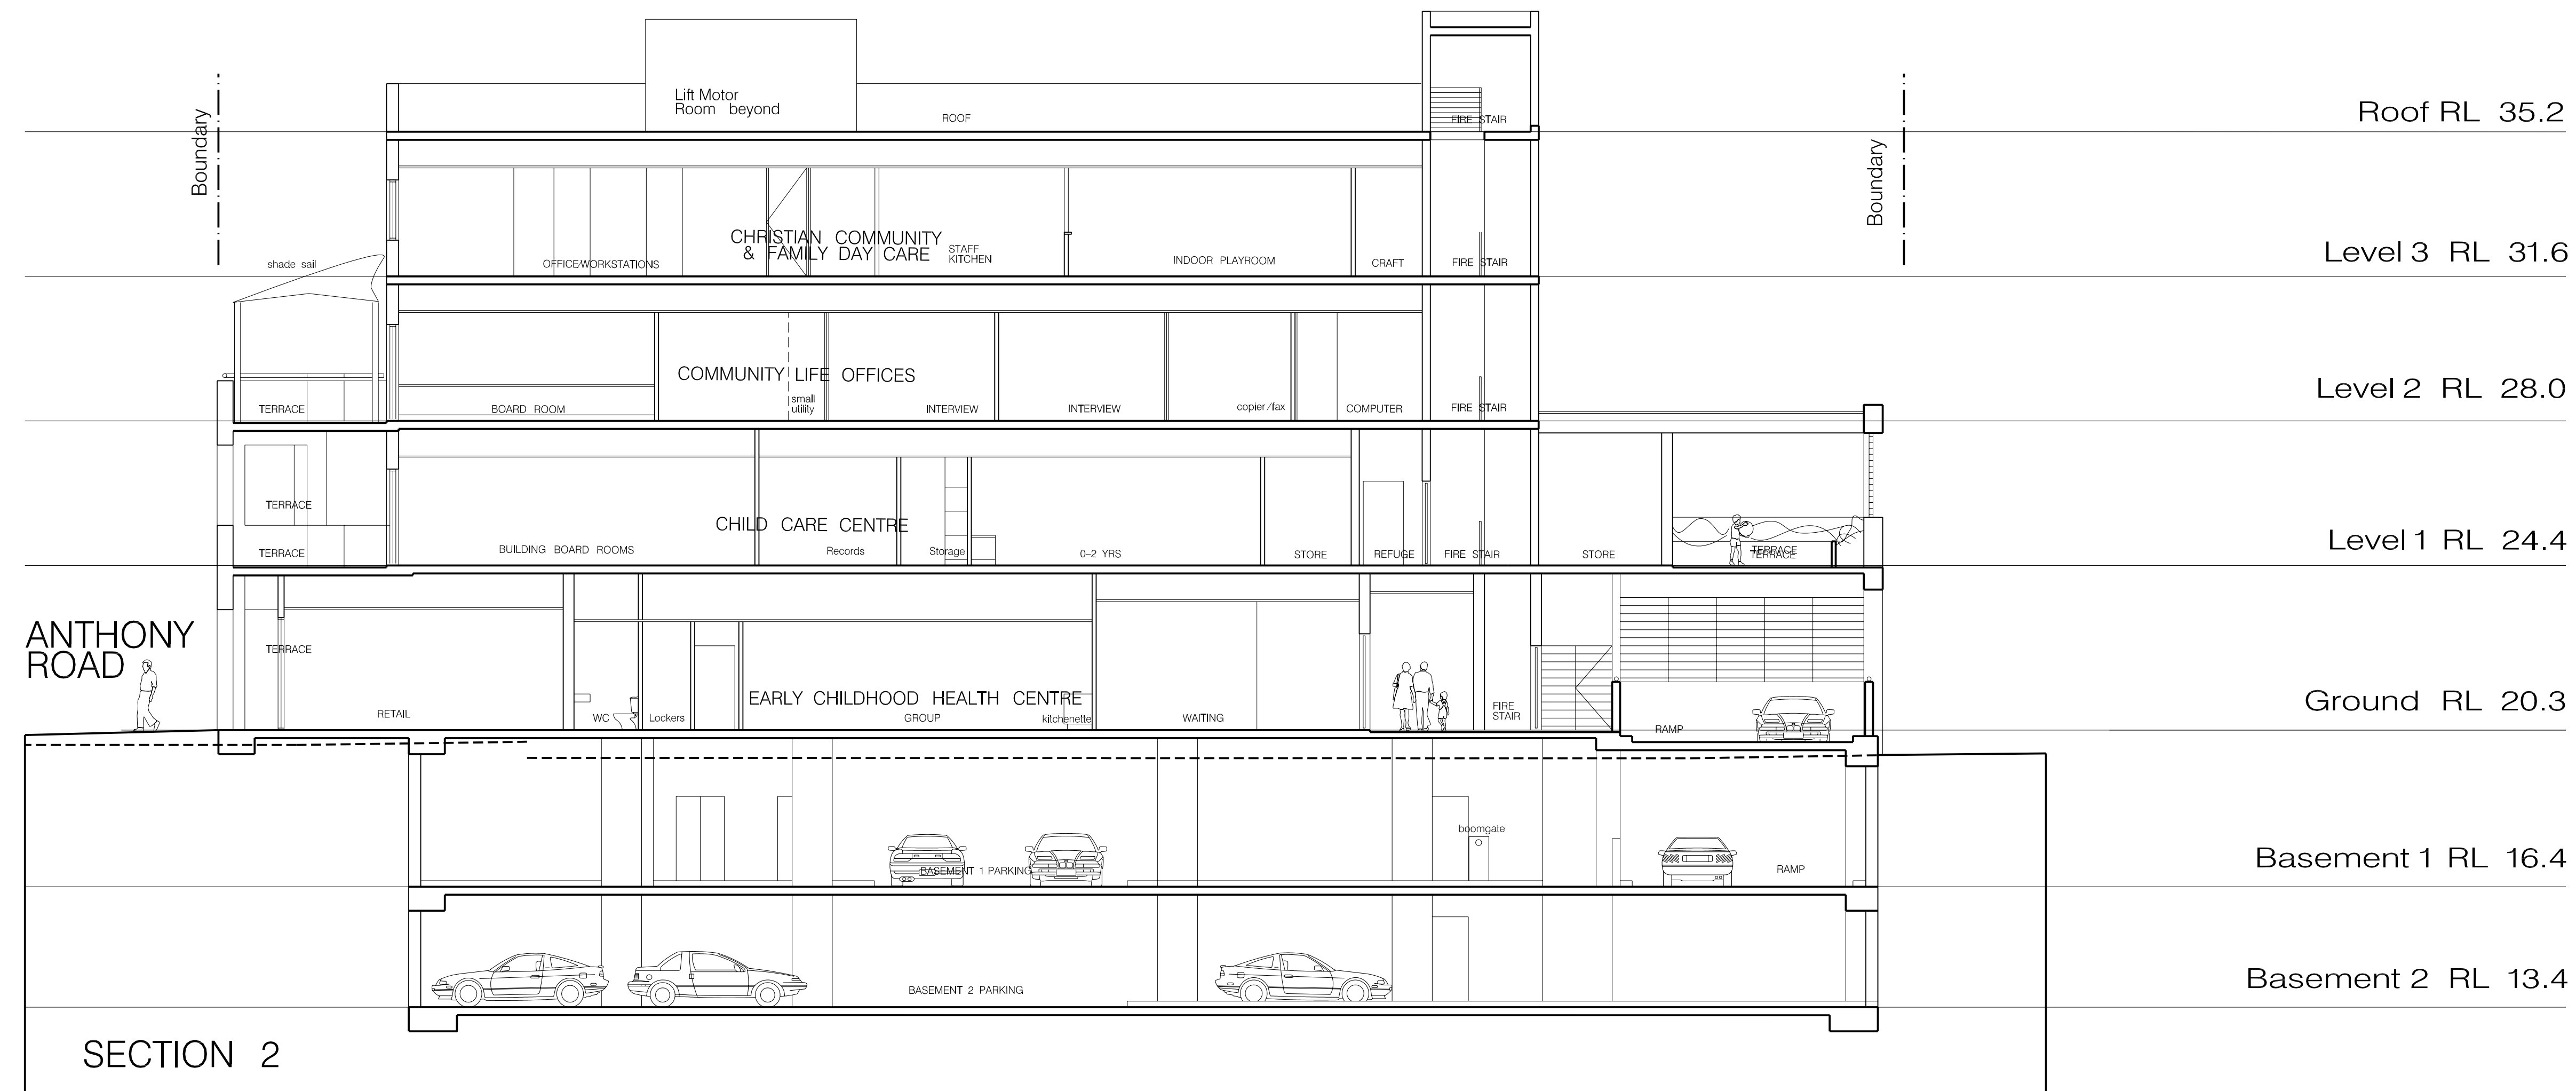 Lift Motor
Room beyond
Boundary
Boundary
ROOF
FIRE STAIR
Roof RL 35.2
shade sail
CHRISTIAN COMMUNITY
& FAMILY DAY CARE
STAFF
KITCHEN
OFFICE/WORKSTATIONS
INDOOR PLAYROOM
CRAFT
FIRE STAIR
Level 3 RL 31.6
COMMUNITY LIFE OFFICES
TERRACE
BOARD ROOM
small
utility
INTERVIEW
INTERVIEW
copier/fax
COMPUTER
FIRE STAIR
Level 2 RL 28.0
TERRACE
CHILD CARE CENTRE
TERRACE
BUILDING BOARD ROOMS
Records
Storage
0-2 YRS
STORE
REFUGE
FIRE STAIR
STORE
TERRACE
TERRACE
Level 1 RL 24.4
ANTHONY
ROAD
TERRACE
EARLY CHILDHOOD HEALTH CENTRE
RETAIL
WC
Lockers
GROUP
kitchenette
WAITING
FIRE
STAIR
RAMP
Ground RL 20.3
boomgate
BASEMENT 1 PARKING
RAMP
Basement 1 RL 16.4
BASEMENT 2 PARKING
Basement 2 RL 13.4
SECTION 2